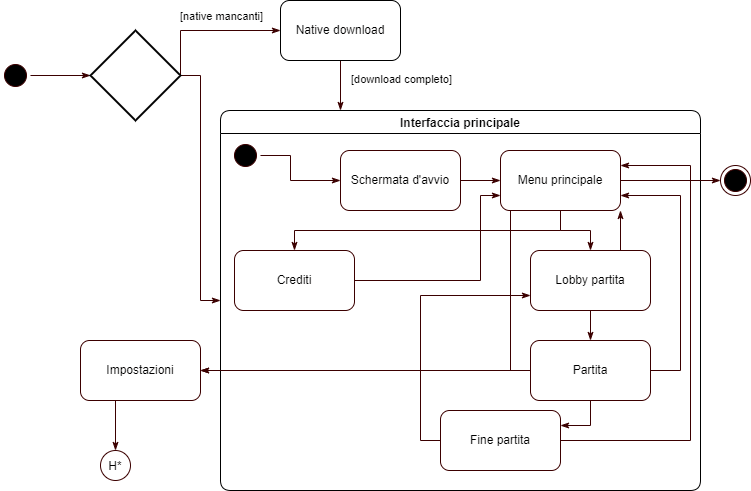 [native mancanti]
Native download
[download completo]
Interfaccia principale
Schermata d'avvio
Menu principale
Crediti
Lobby partita
Impostazioni
Partita
Fine partita
H*